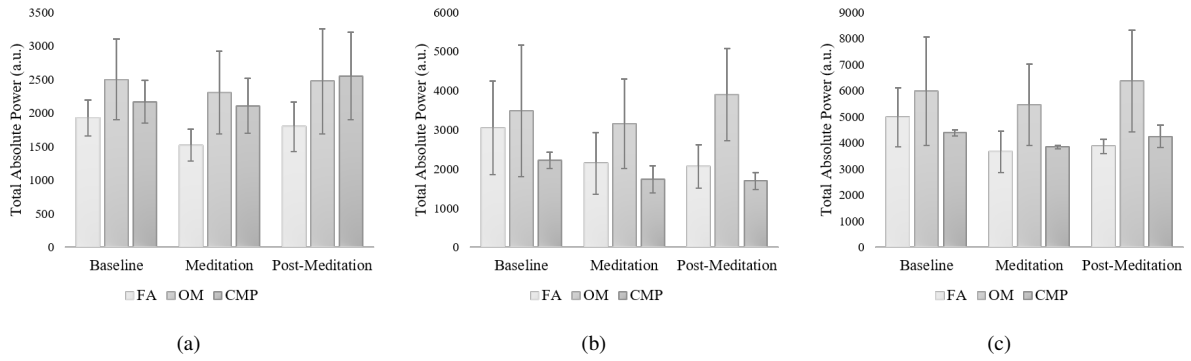 Total Absolute Power (a.u.)
3500
3000
2500
2000
1500
1000
500
0
Baseline Meditation Post-Meditation
FA OM CMP
(a)
Total Absolute Power (a.u.)
6000
5000
4000
3000
2000
1000
0
Baseline Meditation Post-Meditation
FA OM CMP
(b)
Total Absolute Power (a.u.)
9000
8000
7000
6000
5000
4000
3000
2000
1000
0
Baseline Meditation Post-Meditation
FA OM CMP
(c)